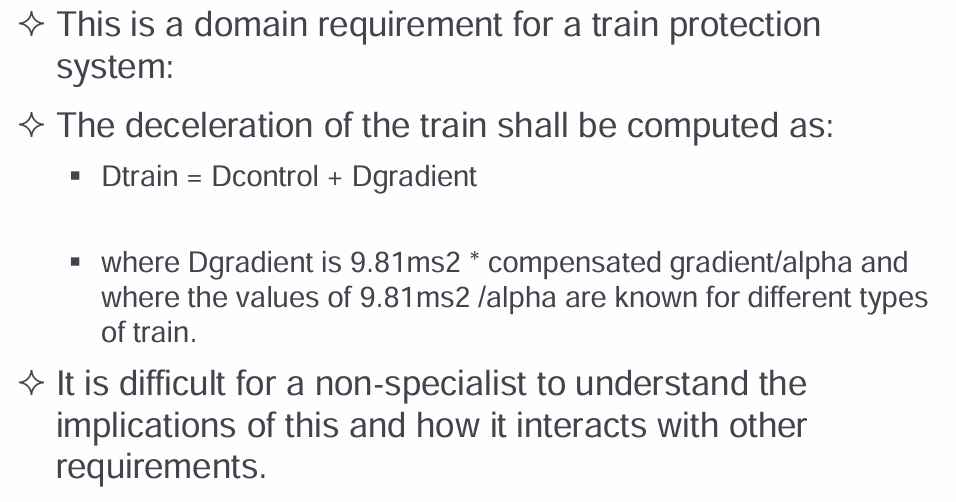 ✧ This is a domain requirement for a train protection
system:
✧ The deceleration of the train shall be computed as:
▪ Dtrain = Dcontrol + Dgradient
▪ where Dgradient is 9.81ms2 * compensated gradient/alpha and
where the values of 9.81ms2 /alpha are known for different types
of train.
✧ It is difficult for a non-specialist to understand the
implications of this and how it interacts with other
requirements.